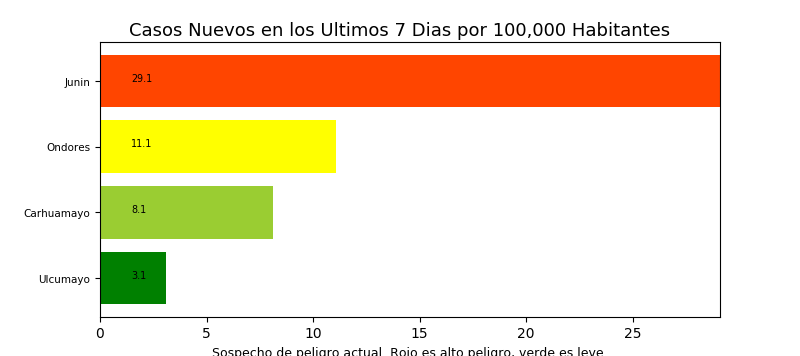 Casos Nuevos en los Ultimos 7 Dias por 100,000 Habitantes
Junin 29.1
Ondores 11.1
Carhuamayo 8.1
Ulcumayo 3.1
0 5 10 15 20 25
Sospecho de peligro actual. Rojo es alto peligro, verde es leve